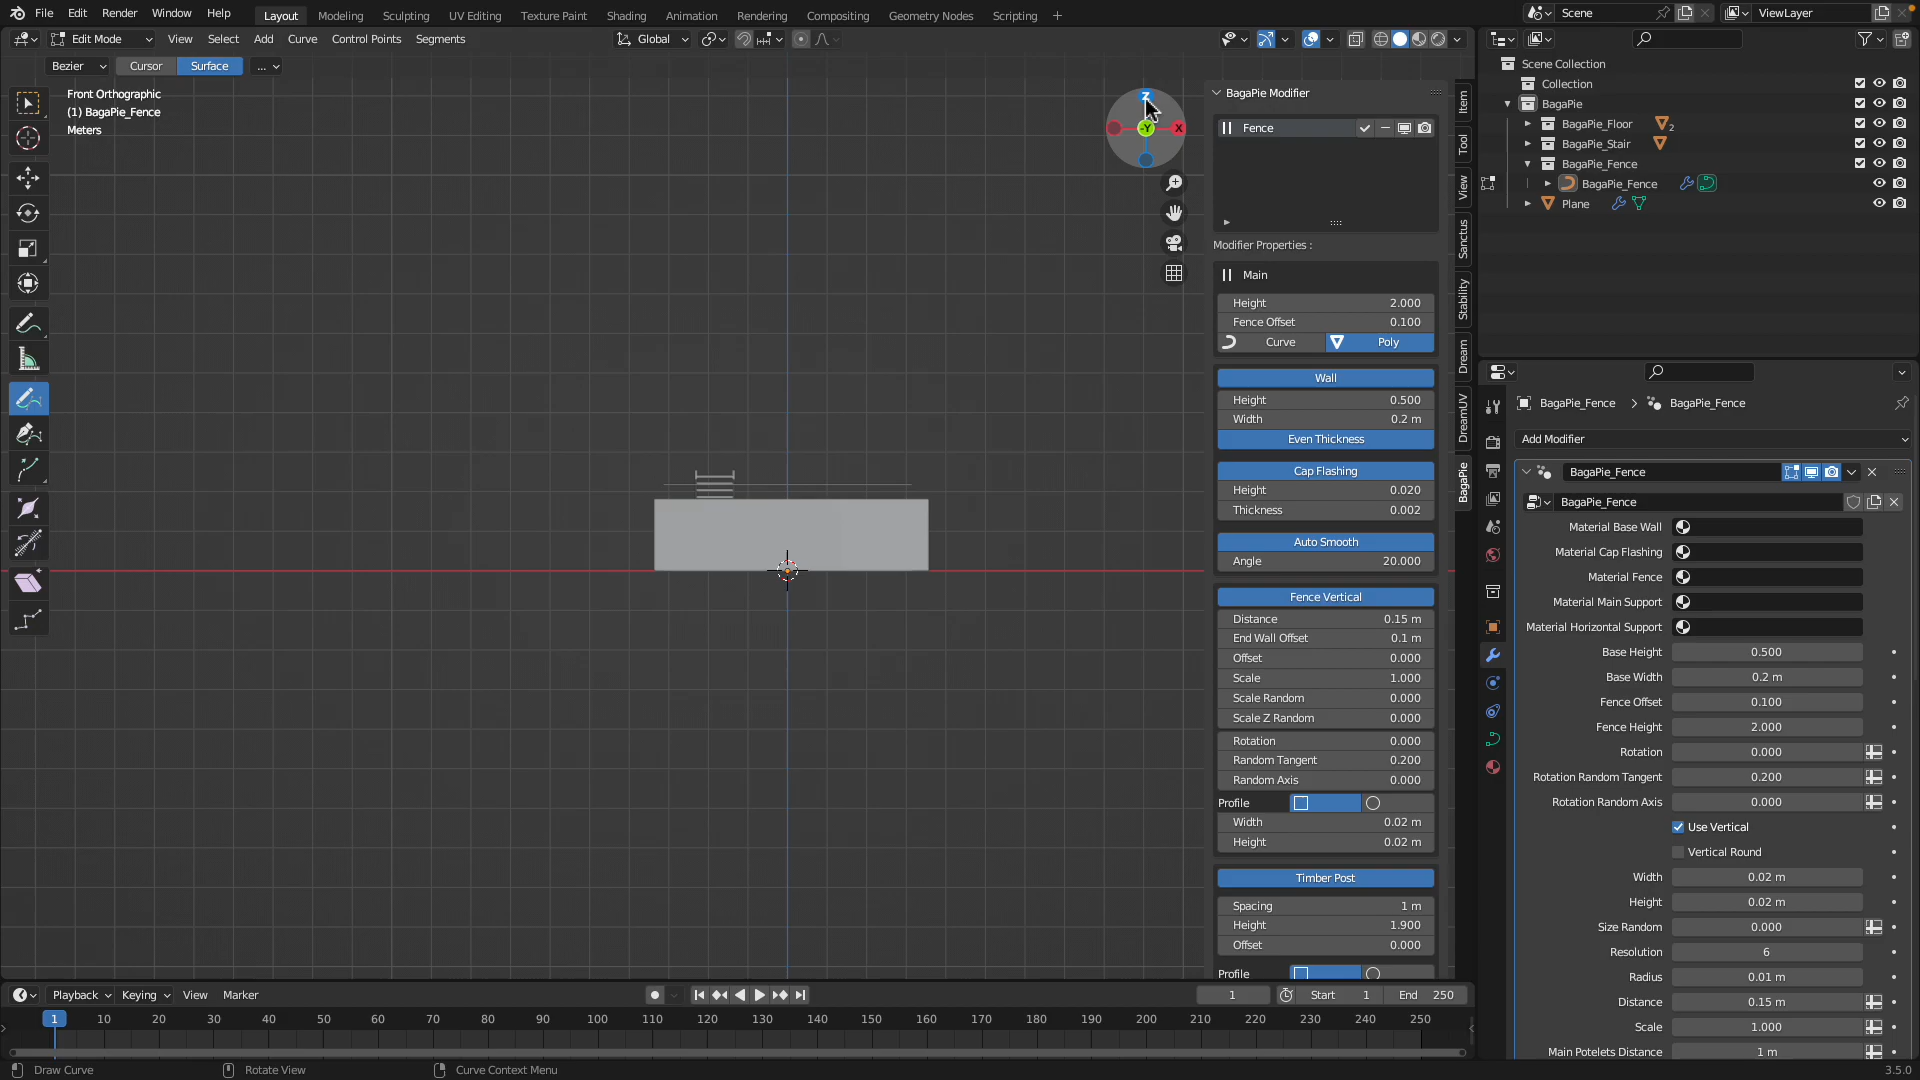 File Edit Render Window Help Layout Modeling Sculpting UV Editing Texture Paint Shading Animation Rendering Compositing Geometry Nodes Scripting + Scene ViewLayer
Edit Mode View Select Add Curve Control Points Segments Global
Bezier Cursor Surface ...
Front Orthographic
(1) BagaPie_Fence
Meters
Z
-Y
X
BagaPie Modifier
Fence
Modifier Properties :
Main
Height 2.000
Fence Offset 0.100
Curve Poly
Wall
Height 0.500
Width 0.2 m
Even Thickness
Cap Flashing
Height 0.020
Thickness 0.002
Auto Smooth
Angle 20.000
Fence Vertical
Distance 0.15 m
End Wall Offset 0.1 m
Offset 0.000
Scale 1.000
Scale Random 0.000
Scale Z Random 0.000
Rotation 0.000
Random Tangent 0.200
Random Axis 0.000
Profile
Width 0.02 m
Height 0.02 m
Timber Post
Spacing 1 m
Height 1.900
Offset 0.000
Profile
Item
Tool
View
Sanctus
Stability
Dream
DreamUV
BagaPie
Scene Collection
Collection
BagaPie
BagaPie_Floor 2
BagaPie_Stair
BagaPie_Fence
BagaPie_Fence
Plane
BagaPie_Fence > BagaPie_Fence
Add Modifier
BagaPie_Fence
BagaPie_Fence
Material Base Wall
Material Cap Flashing
Material Fence
Material Main Support
Material Horizontal Support
Base Height 0.500
Base Width 0.2 m
Fence Offset 0.100
Fence Height 2.000
Rotation 0.000
Rotation Random Tangent 0.200
Rotation Random Axis 0.000
Use Vertical
Vertical Round
Width 0.02 m
Height 0.02 m
Size Random 0.000
Resolution 6
Radius 0.01 m
Distance 0.15 m
Scale 1.000
Main Potelets Distance 1 m
Playback Keying View Marker 1 Start 1 End 250
1 10 20 30 40 50 60 70 80 90 100 110 120 130 140 150 160 170 180 190 200 210 220 230 240 250
Draw Curve Rotate View Curve Context Menu 3.5.0